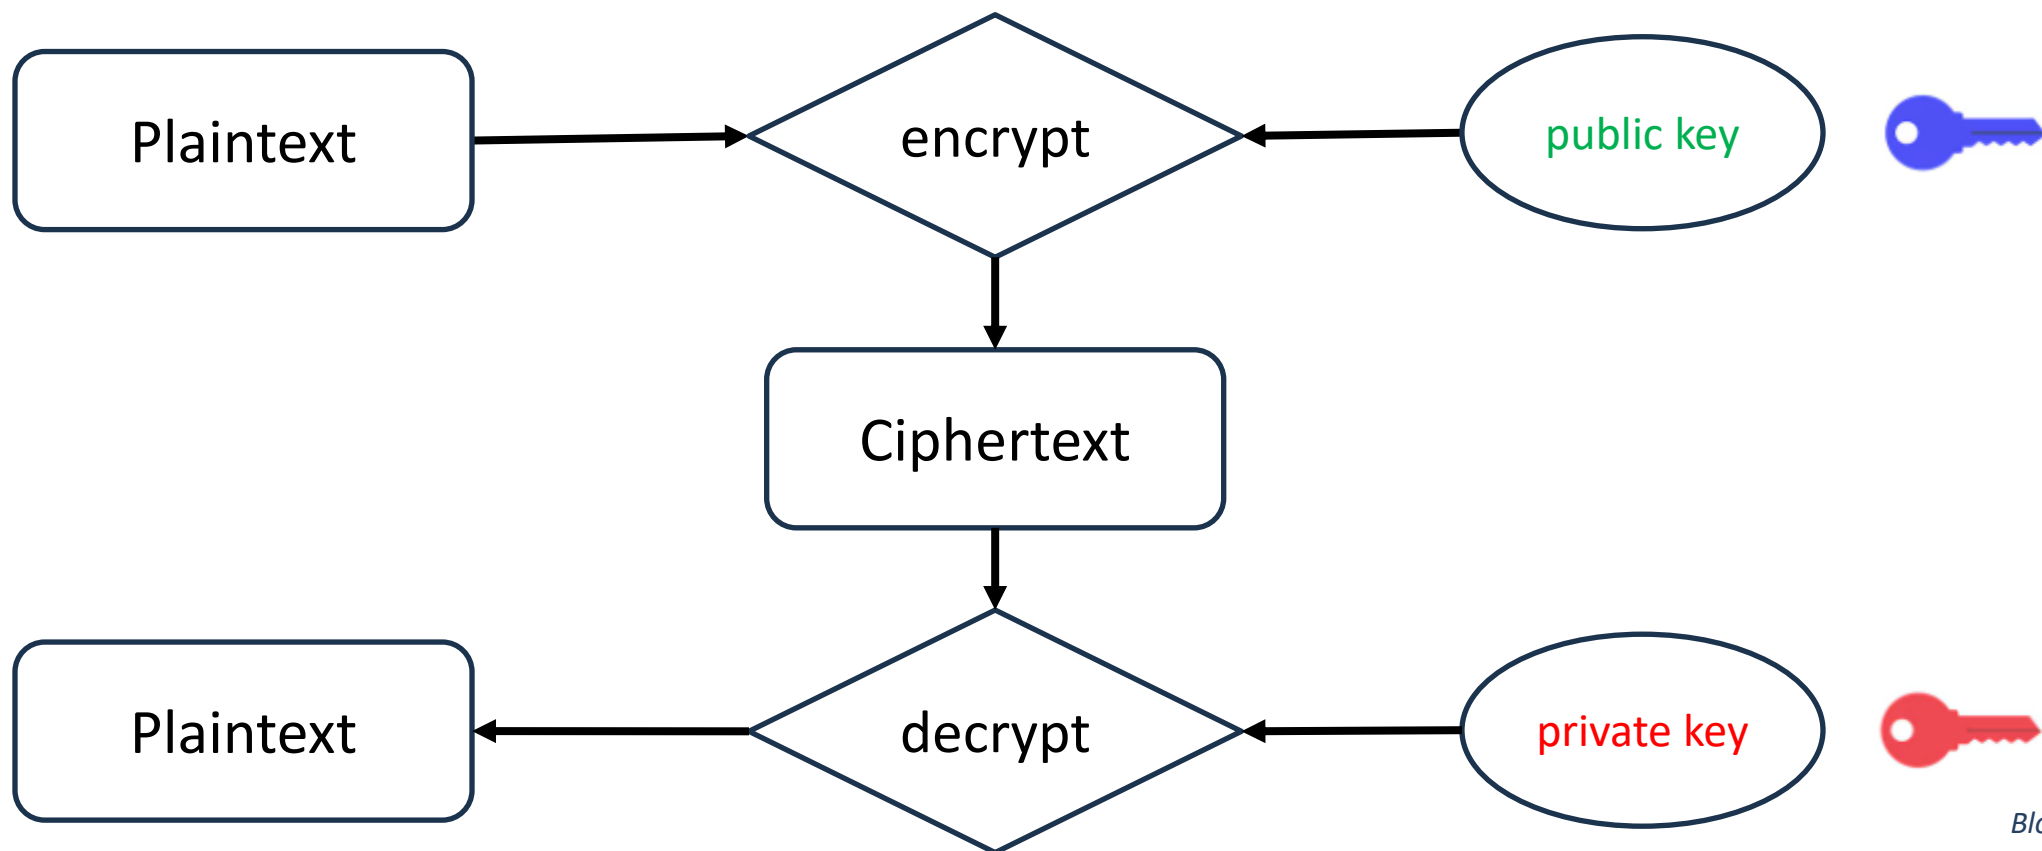 Plaintext
encrypt
public key
Ciphertext
Plaintext
decrypt
private key